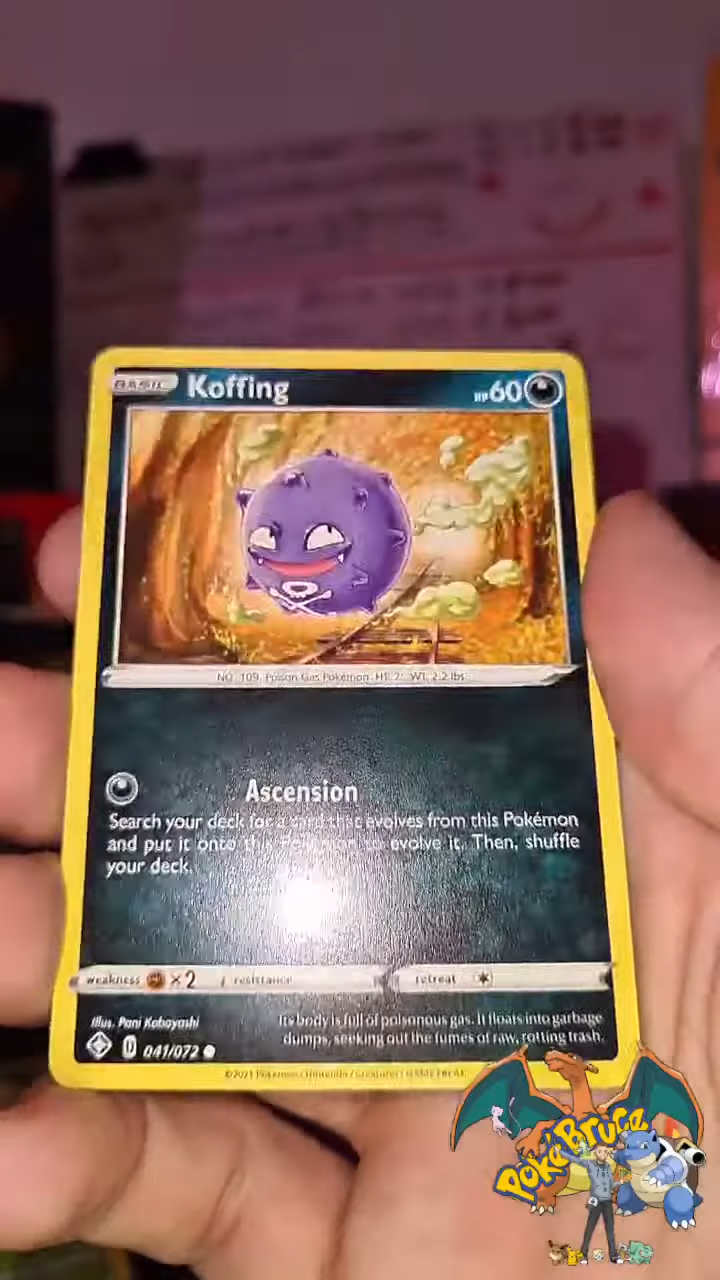 BASIC Koffing HP 60
NO. 109 Poison Gas Pokémon HT: 2' WT: 2.2 lbs
Ascension
Search your deck for a card that evolves from this Pokémon
and put it onto this Pokémon to evolve it. Then, shuffle
your deck.
weakness ×2 resistance retreat
Illus. Pani Kobayashi
Its body is full of poisonous gas. It floats into garbage
dumps, seeking out the fumes of raw, rotting trash.
D 041/072
©2021 Pokémon / Nintendo / Creatures / GAME FREAK
PokéBruce